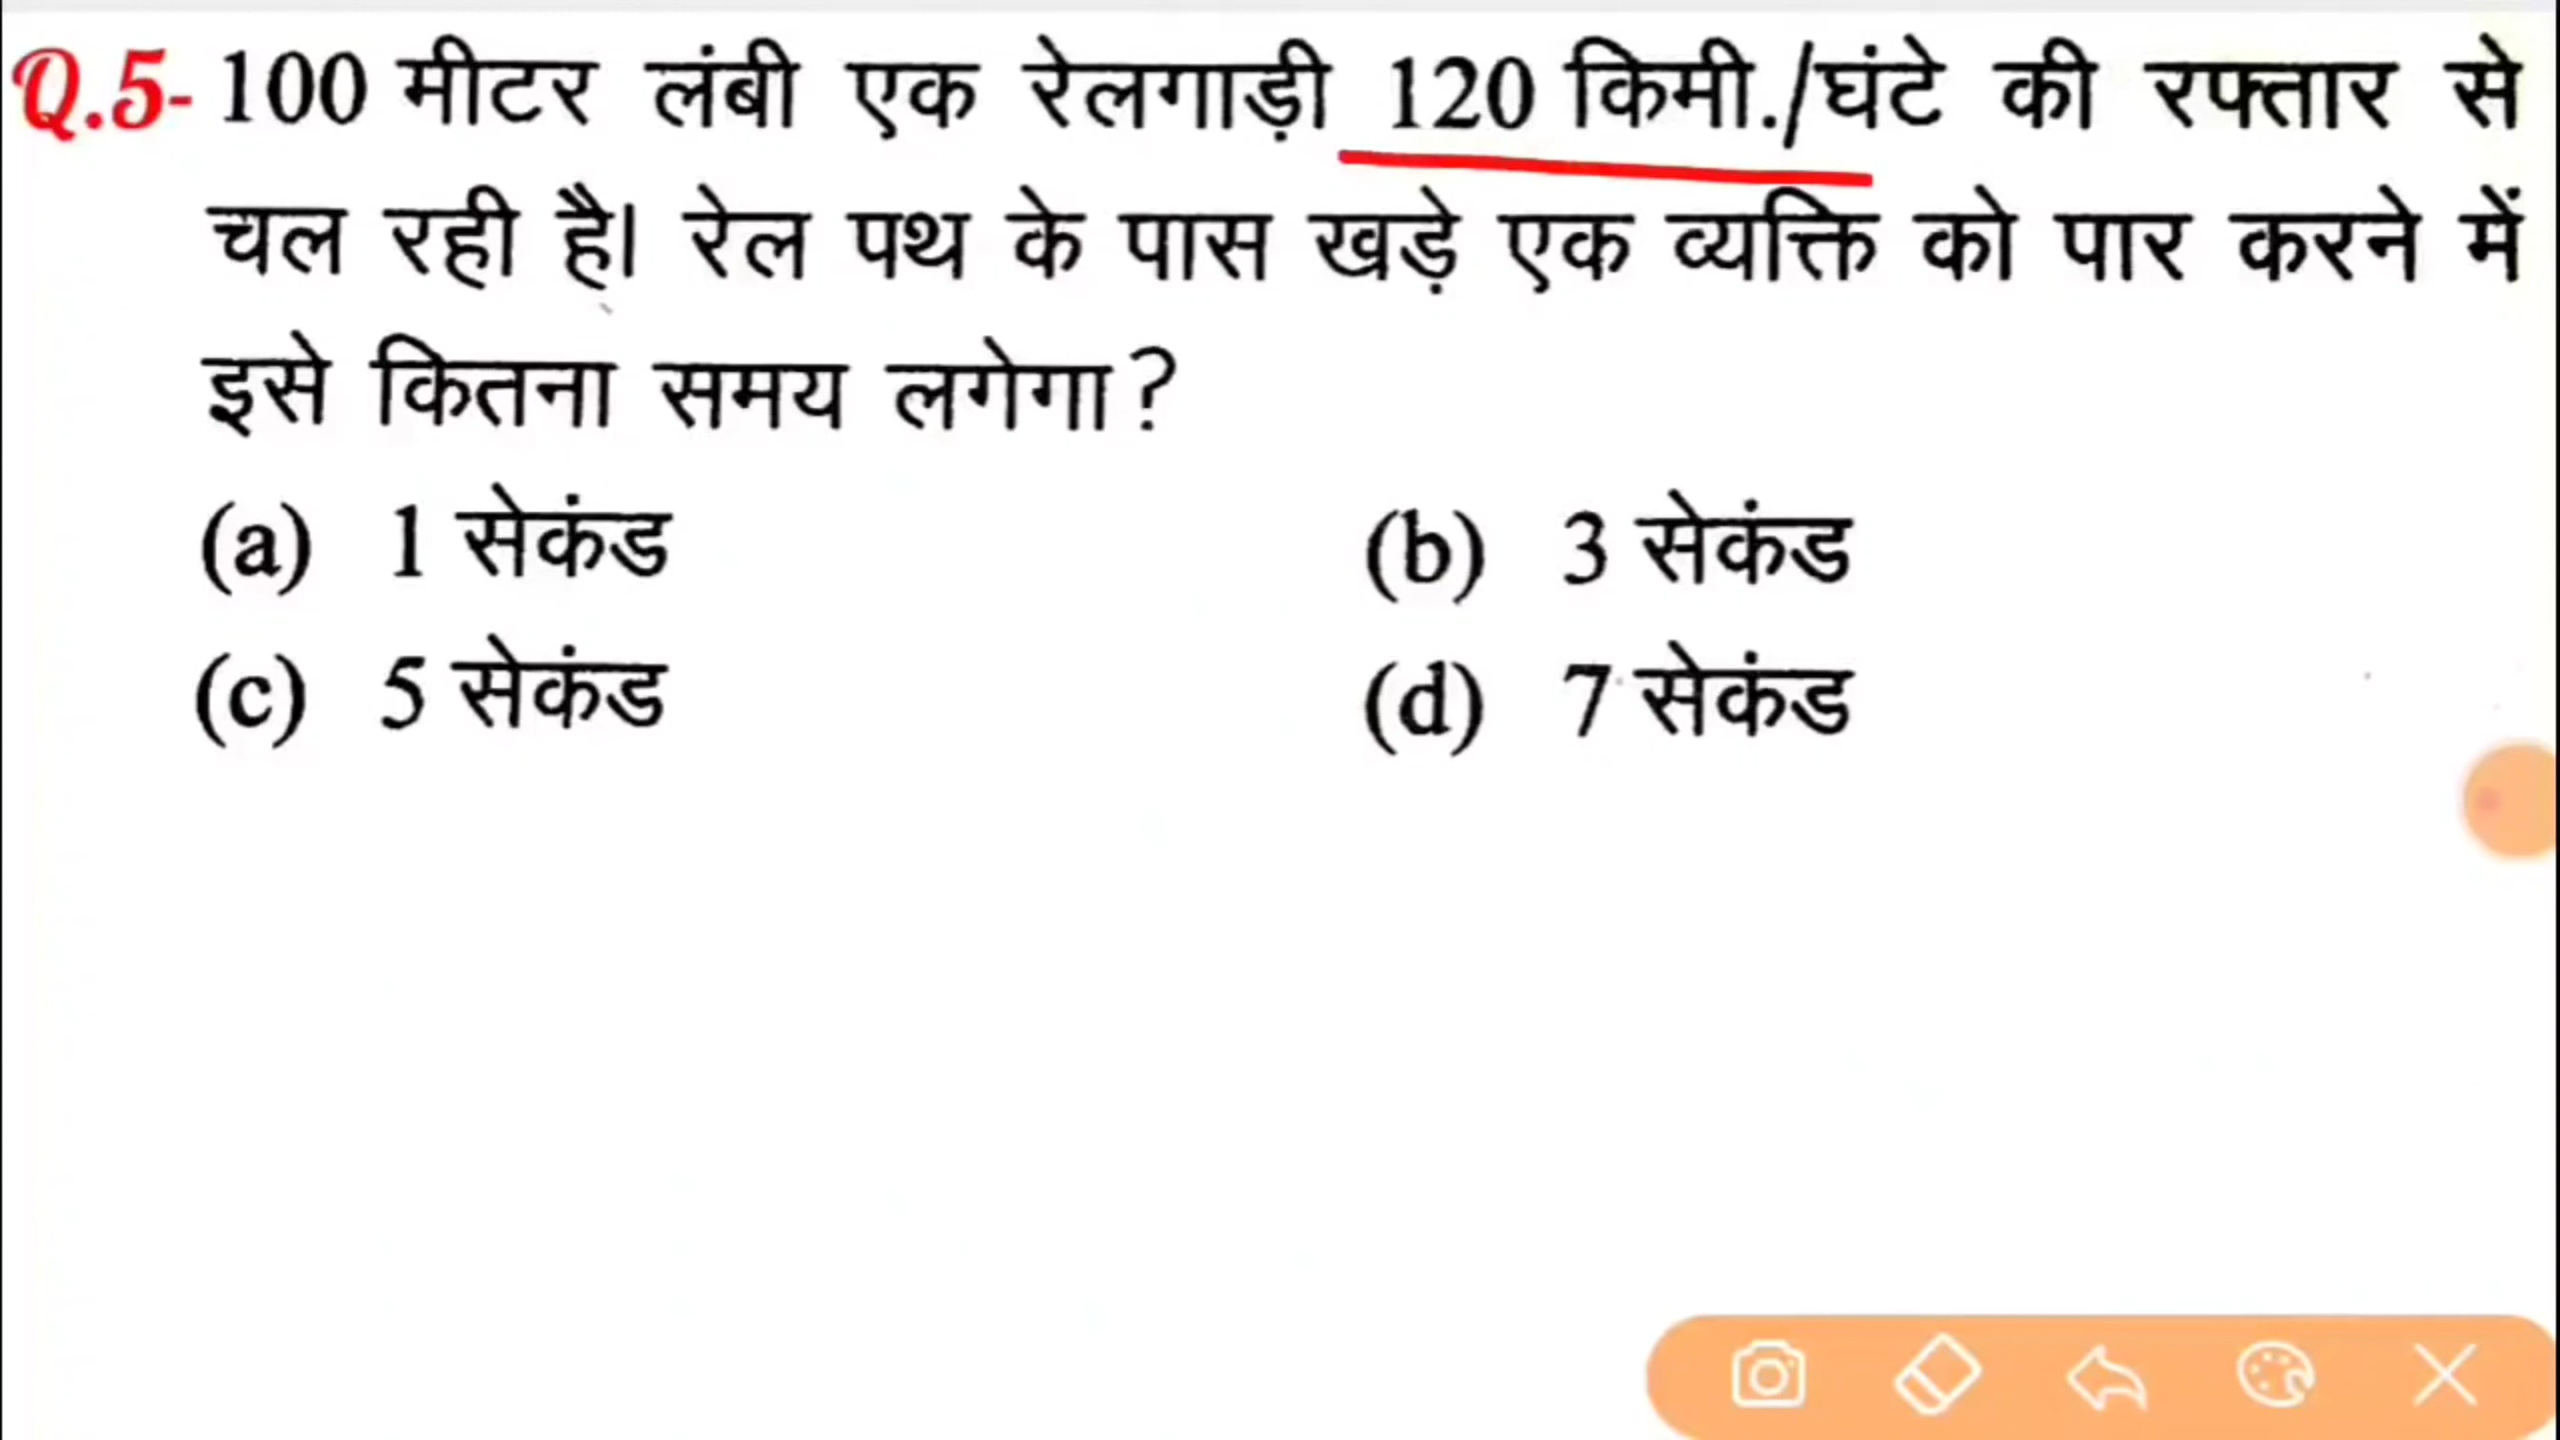 Q.5- 100 मीटर लंबी एक रेलगाड़ी 120 किमी./घंटे की रफ्तार से
चल रही है। रेल पथ के पास खड़े एक व्यक्ति को पार करने में
इसे कितना समय लगेगा?
(a) 1 सेकंड (b) 3 सेकंड
(c) 5 सेकंड (d) 7 सेकंड